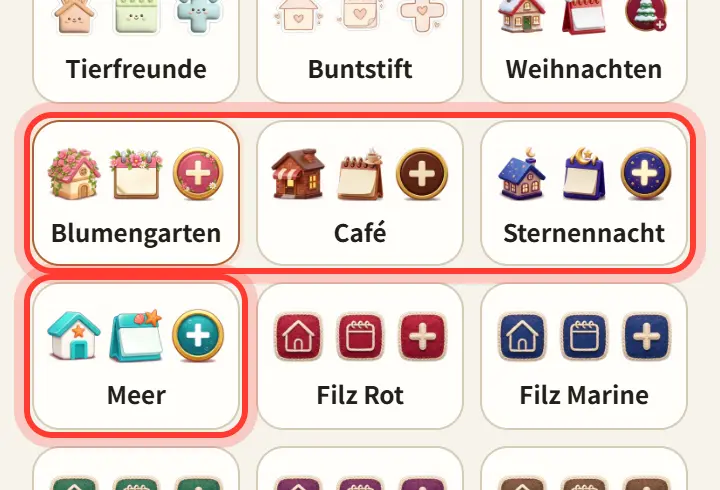 Tierfreunde
Buntstift
Weihnachten
Blumengarten
Café
Sternennacht
Meer
Filz Rot
Filz Marine